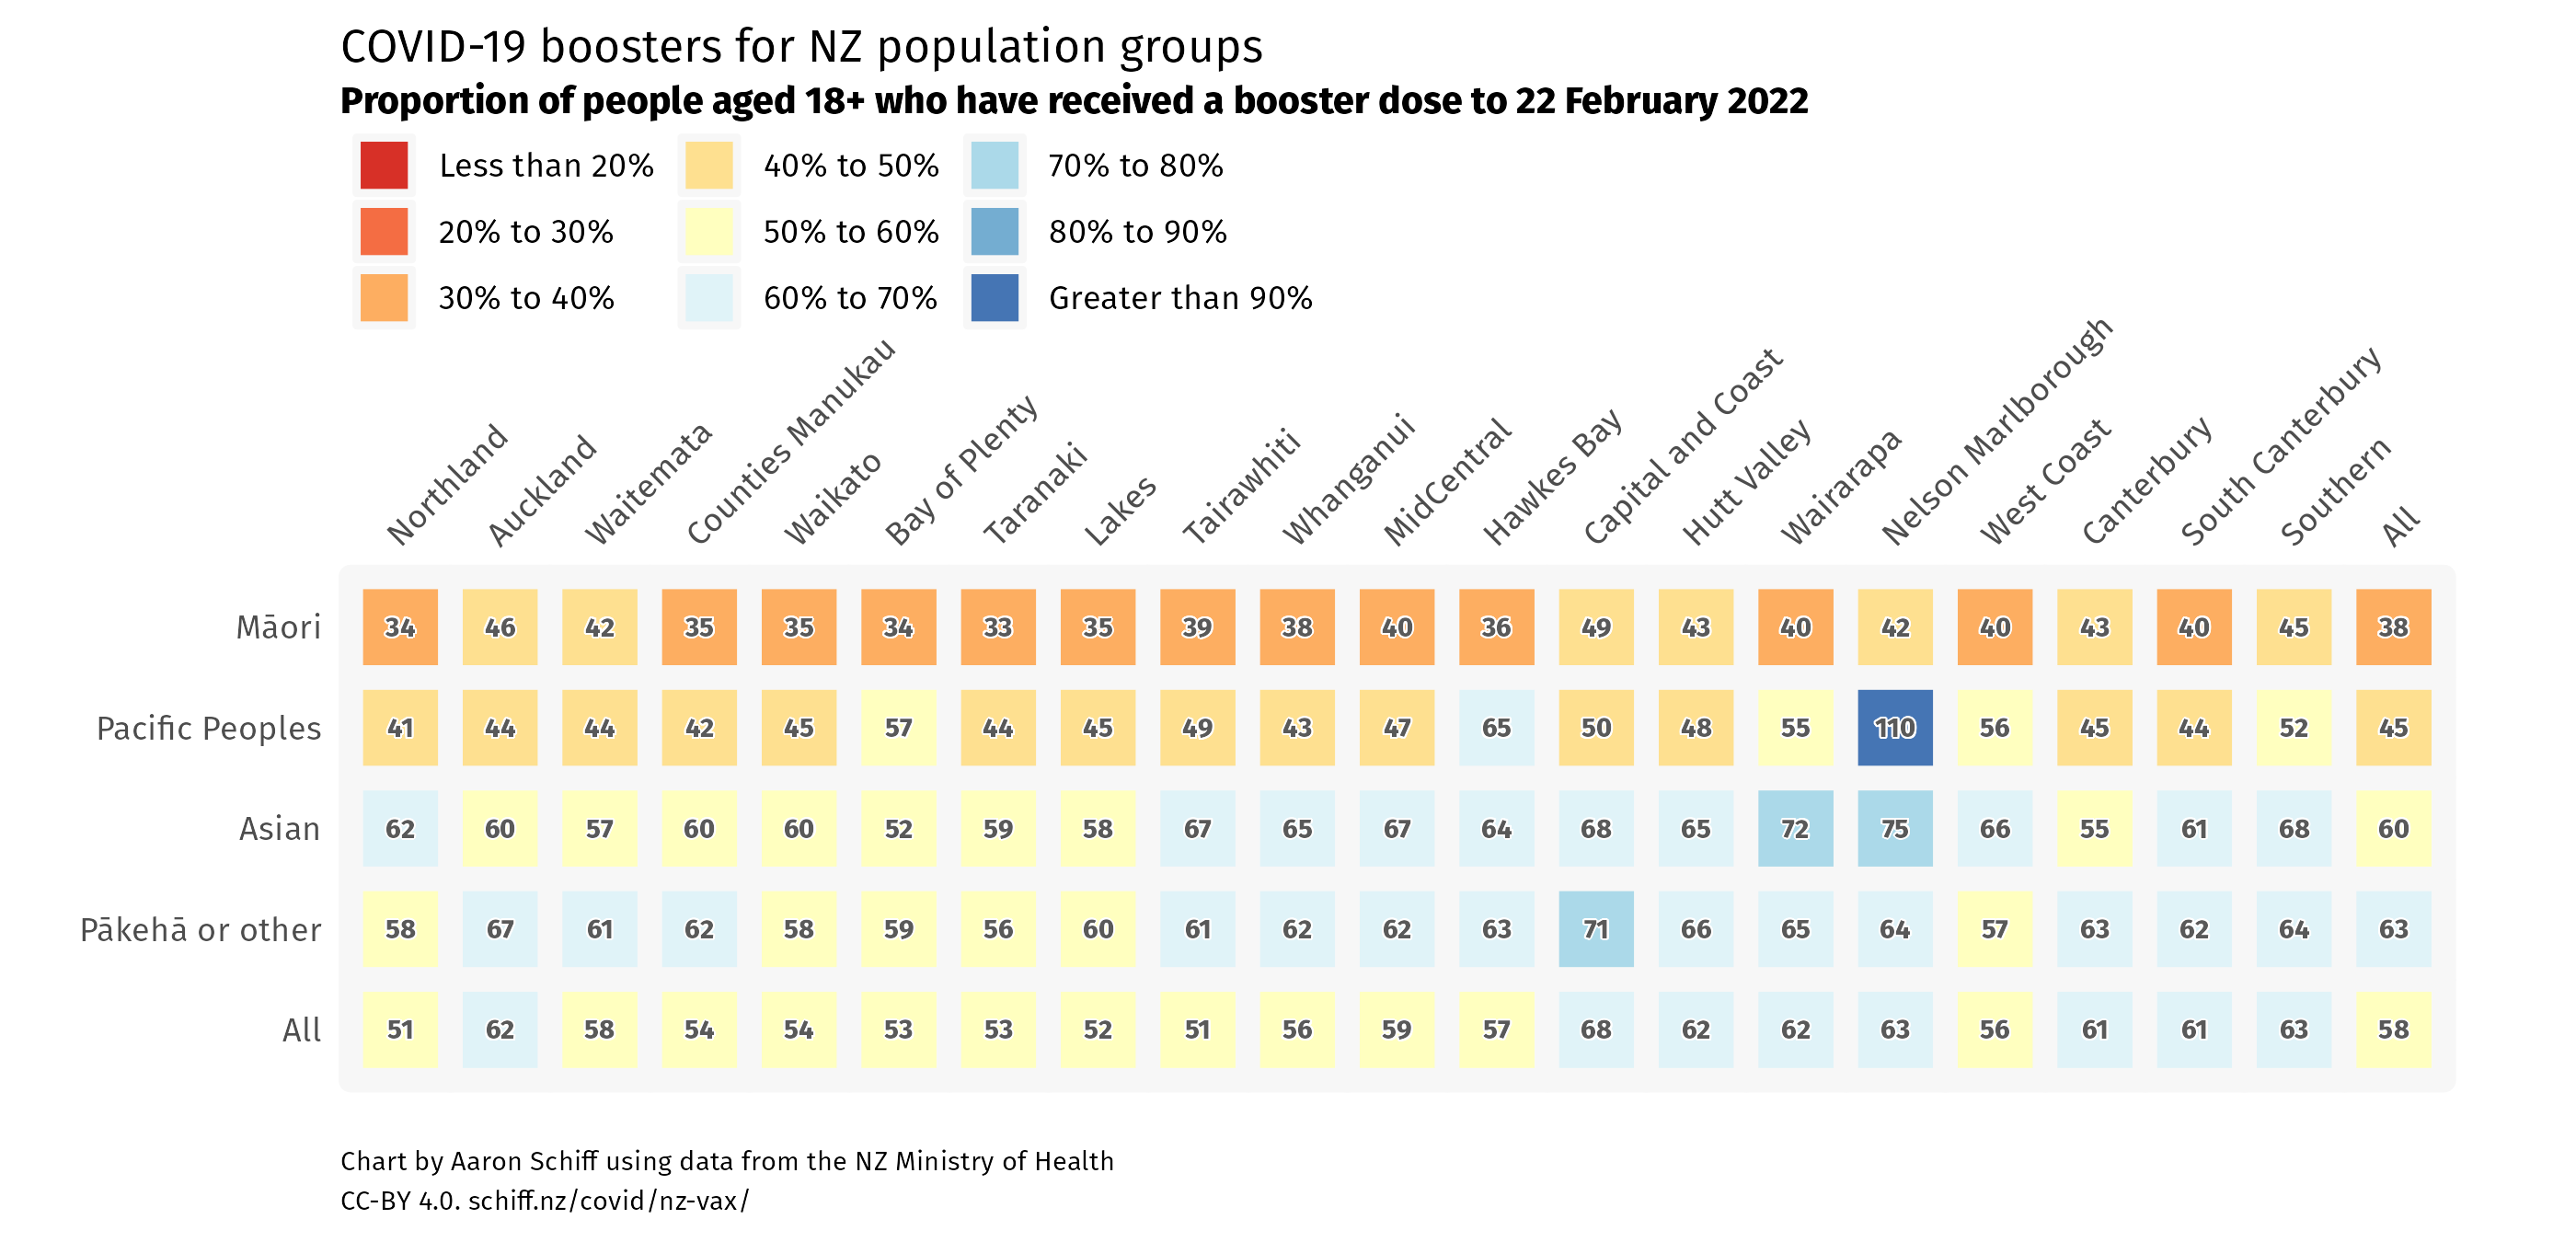 COVID-19 boosters for NZ population groups
Proportion of people aged 18+ who have received a booster dose to 22 February 2022
Less than 20% 40% to 50% 70% to 80%
20% to 30% 50% to 60% 80% to 90%
30% to 40% 60% to 70% Greater than 90%
Northland Auckland Waitemata Counties Manukau Waikato Bay of Plenty Taranaki Lakes Tairawhiti Whanganui MidCentral Hawkes Bay Capital and Coast Hutt Valley Wairarapa Nelson Marlborough West Coast Canterbury South Canterbury Southern All
Māori 34 46 42 35 35 34 33 35 39 38 40 36 49 43 40 42 40 43 40 45 38
Pacific Peoples 41 44 44 42 45 57 44 45 49 43 47 65 50 48 55 110 56 45 44 52 45
Asian 62 60 57 60 60 52 59 58 67 65 67 64 68 65 72 75 66 55 61 68 60
Pākehā or other 58 67 61 62 58 59 56 60 61 62 62 63 71 66 65 64 57 63 62 64 63
All 51 62 58 54 54 53 53 52 51 56 59 57 68 62 62 63 56 61 61 63 58
Chart by Aaron Schiff using data from the NZ Ministry of Health
CC-BY 4.0. schiff.nz/covid/nz-vax/